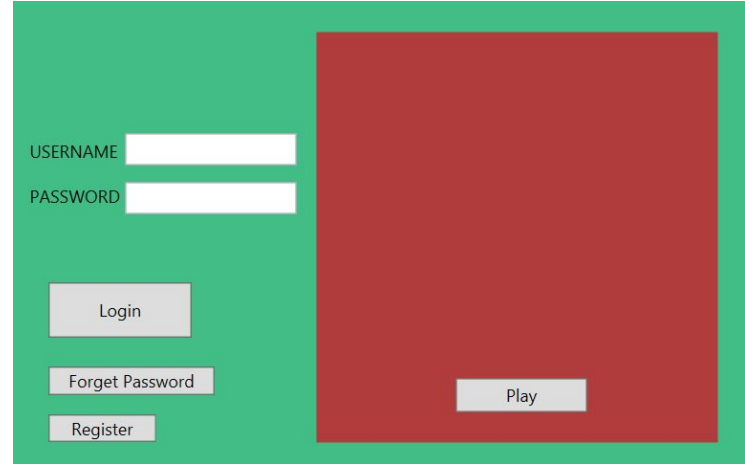 USERNAME
PASSWORD
Login
Forget Password
Register
Play